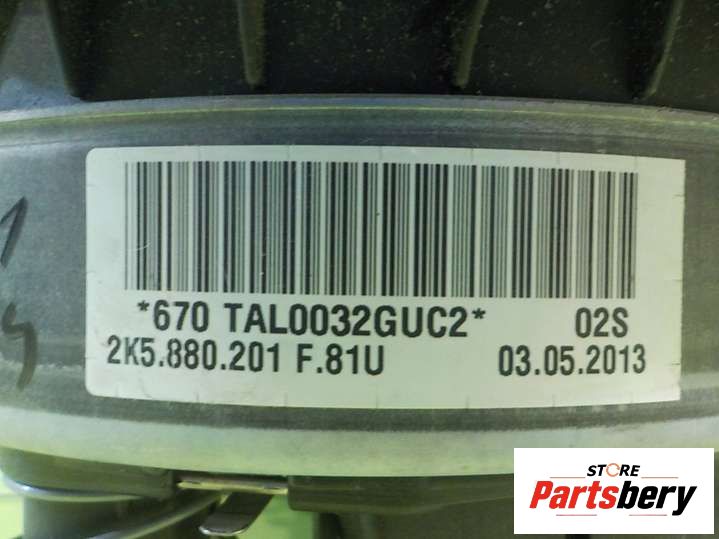 *670 TAL0032GUC2* 02S
2K5.880.201 F.81U 03.05.2013
STORE
Partsbery